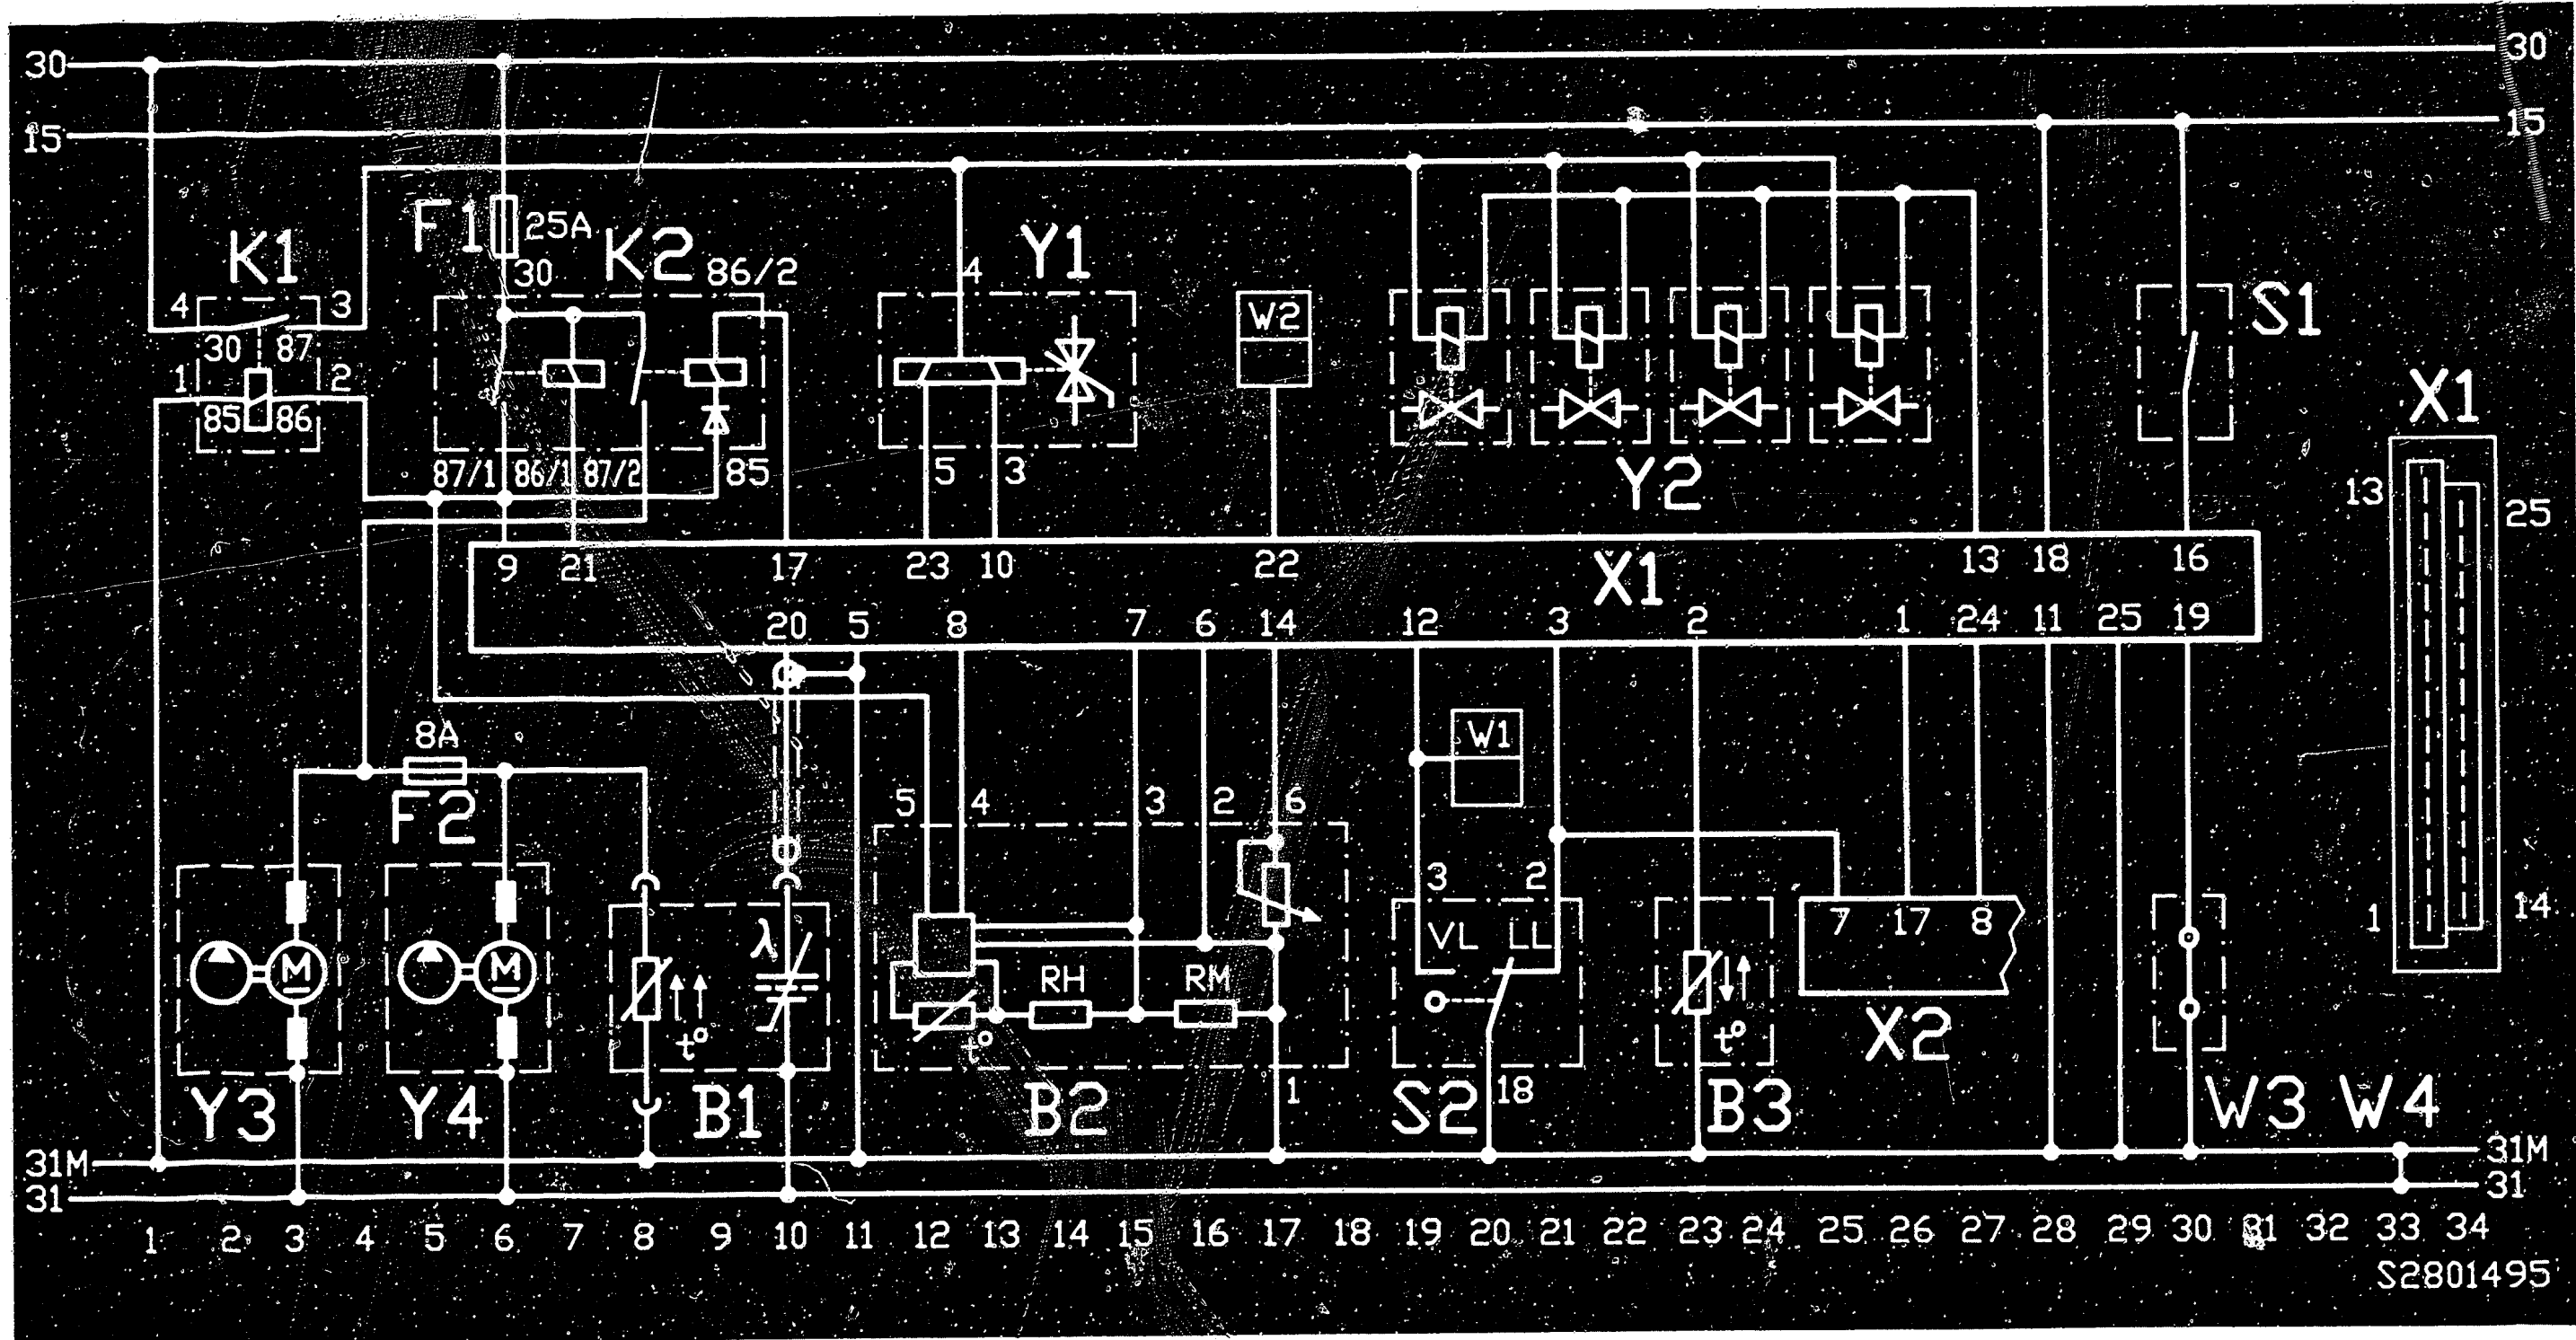 30 30
15 15
F1 25A
K1 K2 86/2 Y1
30 4
W2 S1
4 3
30 87
1 2
85 86
X1
87/1 86/1 87/2 85 5 3 Y2 13 25
9 21 17 23 10 22 X1 13 18 16
20 5 8 7 6 14 12 3 2 1 24 11 25 19
8A W1
F2 5 4 3 2 6
3 2 1 14
λ VL LL 7 17 8
M M RH RM
t° t° t° X2
Y3 Y4 B1 B2 1 S2 18 B3 W3 W4
31M 31M
31 31
1 2 3 4 5 6 7 8 9 10 11 12 13 14 15 16 17 18 19 20 21 22 23 24 25 26 27 28 29 30 31 32 33 34
S2801495